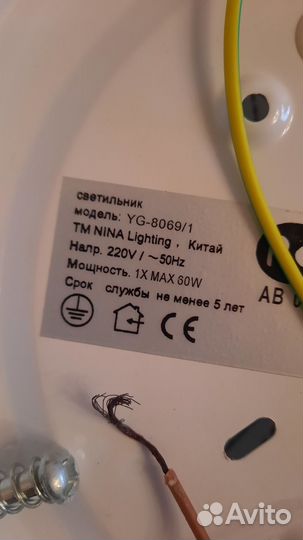 светильник
модель: YG-8069/1
TM NINA Lighting , Китай
Напр. 220V / ~50Hz
Мощность. 1X MAX 60W
Срок службы не менее 5 лет
CE
АВ
Avito